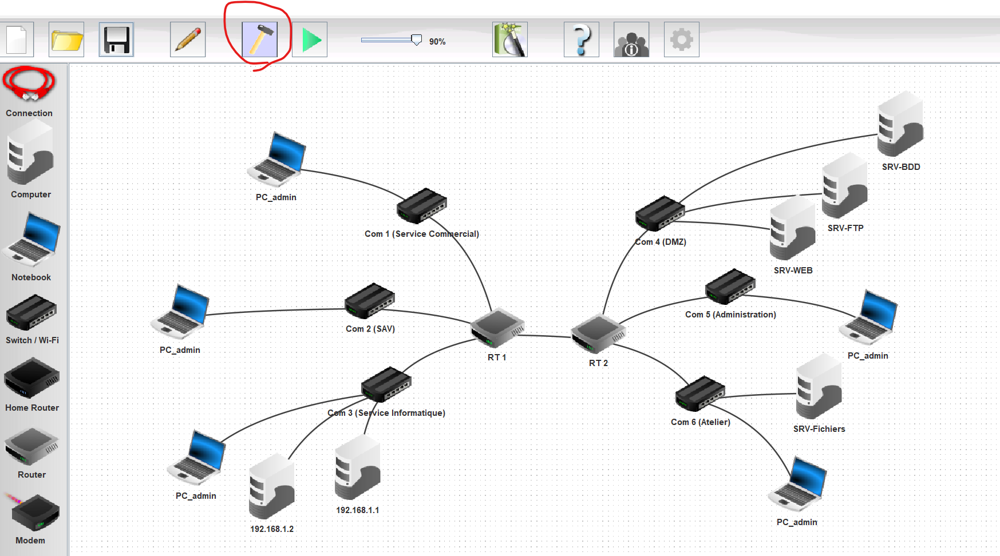 90%
Connection
Computer
Notebook
Switch / Wi-Fi
Home Router
Router
Modem
PC_admin
Com 1 (Service Commercial)
PC_admin
Com 2 (SAV)
RT 1
Com 3 (Service Informatique)
PC_admin
192.168.1.2
192.168.1.1
SRV-BDD
SRV-FTP
Com 4 (DMZ)
SRV-WEB
Com 5 (Administration)
PC_admin
RT 2
Com 6 (Atelier)
SRV-Fichiers
PC_admin